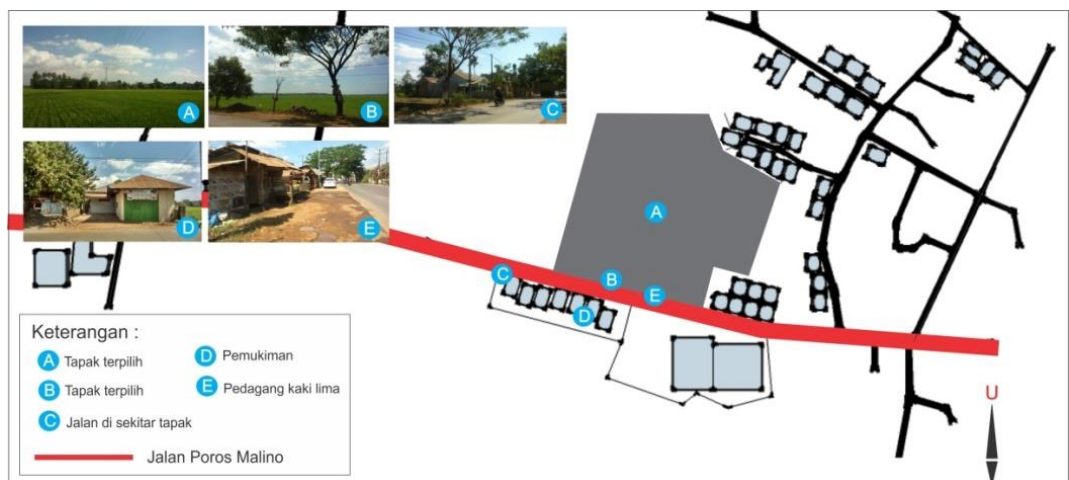 A
B
C
D
E
A
C
B
E
D
Keterangan :
A Tapak terpilih
B Tapak terpilih
C Jalan di sekitar tapak
D Pemukiman
E Pedagang kaki lima
Jalan Poros Malino
U